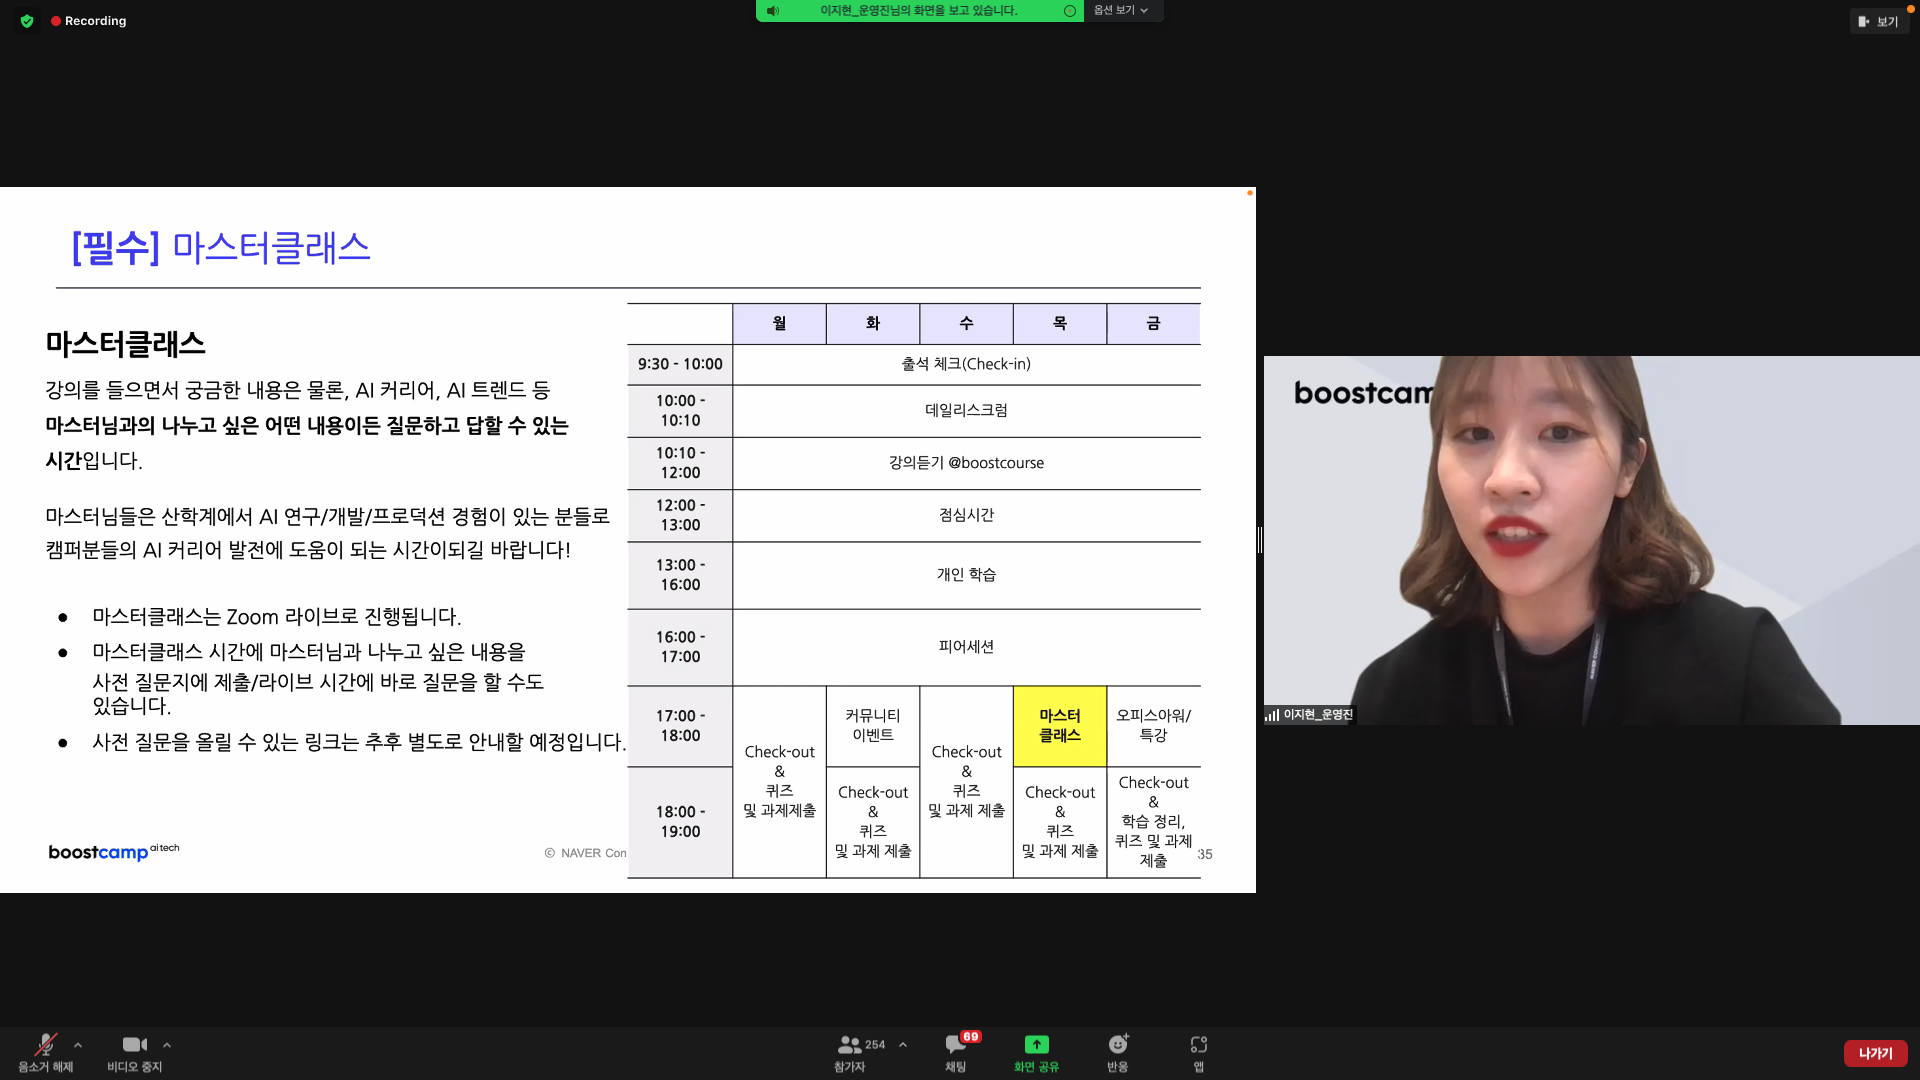 Recording
이지현_운영진님의 화면을 보고 있습니다.
옵션 보기
보기
[필수] 마스터클래스
마스터클래스
강의를 들으면서 궁금한 내용은 물론, AI 커리어, AI 트렌드 등
마스터님과의 나누고 싶은 어떤 내용이든 질문하고 답할 수 있는
시간입니다.
마스터님들은 산학계에서 AI 연구/개발/프로덕션 경험이 있는 분들로
캠퍼분들의 AI 커리어 발전에 도움이 되는 시간이되길 바랍니다!
● 마스터클래스는 Zoom 라이브로 진행됩니다.
● 마스터클래스 시간에 마스터님과 나누고 싶은 내용을
사전 질문지에 제출/라이브 시간에 바로 질문을 할 수도
있습니다.
● 사전 질문을 올릴 수 있는 링크는 추후 별도로 안내할 예정입니다.
월 화 수 목 금
9:30 - 10:00 출석 체크(Check-in)
10:00 -
10:10
데일리스크럼
10:10 -
12:00
강의듣기 @boostcourse
12:00 -
13:00
점심시간
13:00 -
16:00
개인 학습
16:00 -
17:00
피어세션
17:00 -
18:00
18:00 -
19:00
Check-out
&
퀴즈
및 과제제출
커뮤니티
이벤트
Check-out
&
퀴즈
및 과제 제출
Check-out
&
퀴즈
및 과제 제출
마스터
클래스
Check-out
&
퀴즈
및 과제 제출
오피스아워/
특강
Check-out
&
학습 정리,
퀴즈 및 과제
제출
boostcamp ai tech
© NAVER Con
35
boostcam
이지현_운영진
음소거 해제
비디오 중지
254
참가자
69
채팅
화면 공유
반응
앱
나가기